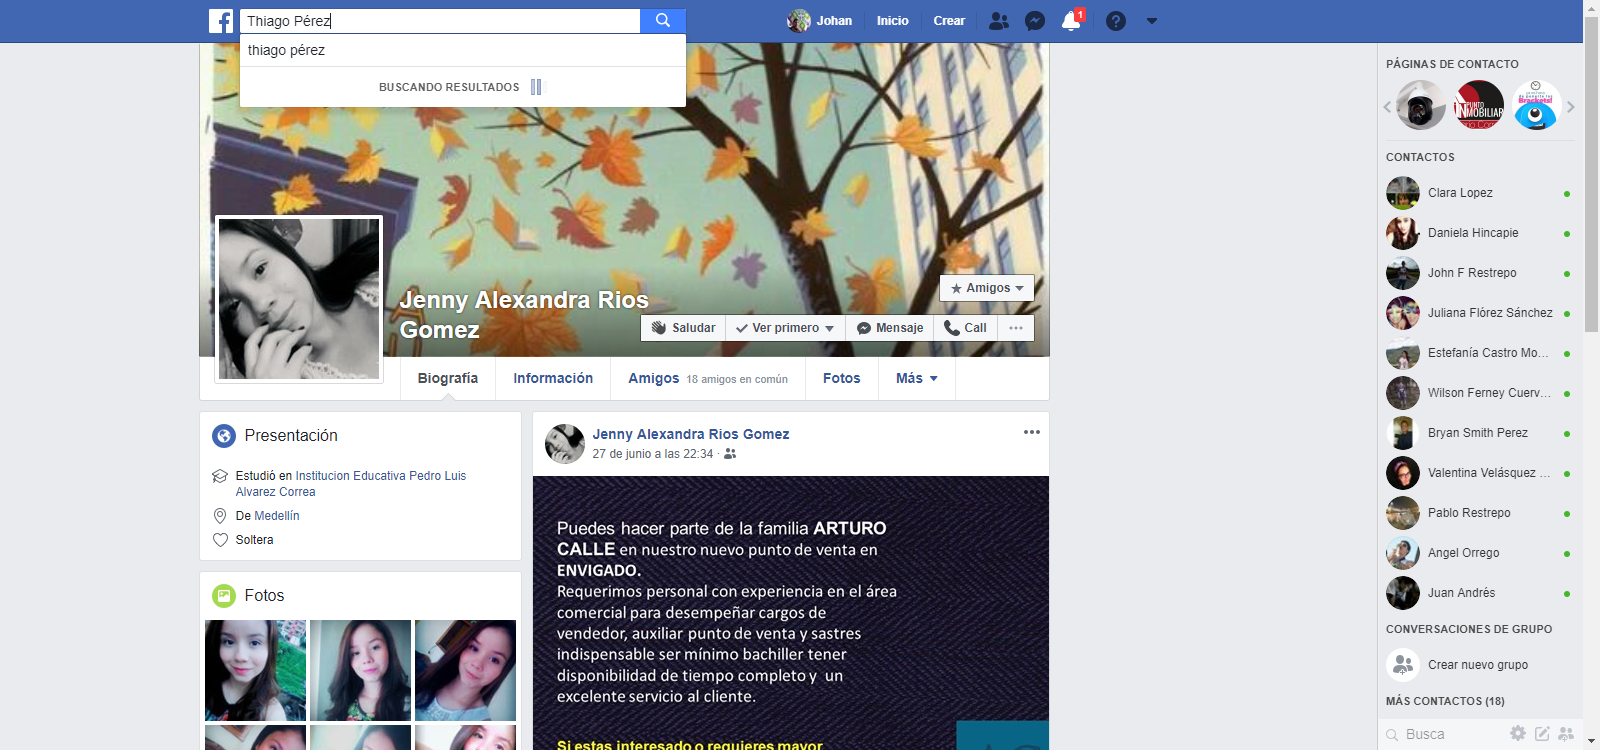 Thiago Pérez
Johan
Inicio
Crear
1
thiago pérez
BUSCANDO RESULTADOS
Jenny Alexandra Rios
Gomez
Amigos
Saludar
Ver primero
Mensaje
Call
Biografía
Información
Amigos 18 amigos en común
Fotos
Más
Presentación
Estudió en Institucion Educativa Pedro Luis
Alvarez Correa
De Medellín
Soltera
Fotos
Jenny Alexandra Rios Gomez
27 de junio a las 22:34 ·
Puedes hacer parte de la familia ARTURO
CALLE en nuestro nuevo punto de venta en
ENVIGADO.
Requerimos personal con experiencia en el área
comercial para desempeñar cargos de
vendedor, auxiliar punto de venta y sastres
indispensable ser mínimo bachiller tener
disponibilidad de tiempo completo y un
excelente servicio al cliente.
Si estas interesado o requieres mayor
PÁGINAS DE CONTACTO
PUNTO
INMOBILIAR
Brackets!
CONTACTOS
Clara Lopez
Daniela Hincapie
John F Restrepo
Juliana Flórez Sánchez
Estefanía Castro Mo...
Wilson Ferney Cuerv...
Bryan Smith Perez
Valentina Velásquez ...
Pablo Restrepo
Angel Orrego
Juan Andrés
CONVERSACIONES DE GRUPO
Crear nuevo grupo
MÁS CONTACTOS (18)
Busca